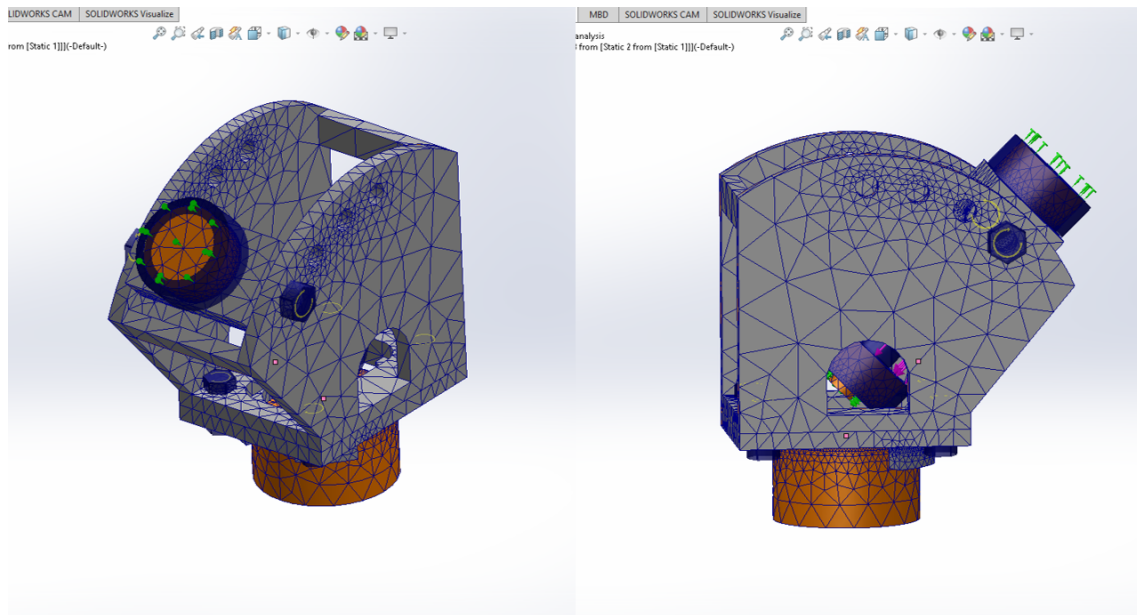 LIDWORKS CAM SOLIDWORKS Visualize
rom [Static 1]]](-Default-)
MBD SOLIDWORKS CAM SOLIDWORKS Visualize
analysis
from [Static 2 from [Static 1]]](-Default-)